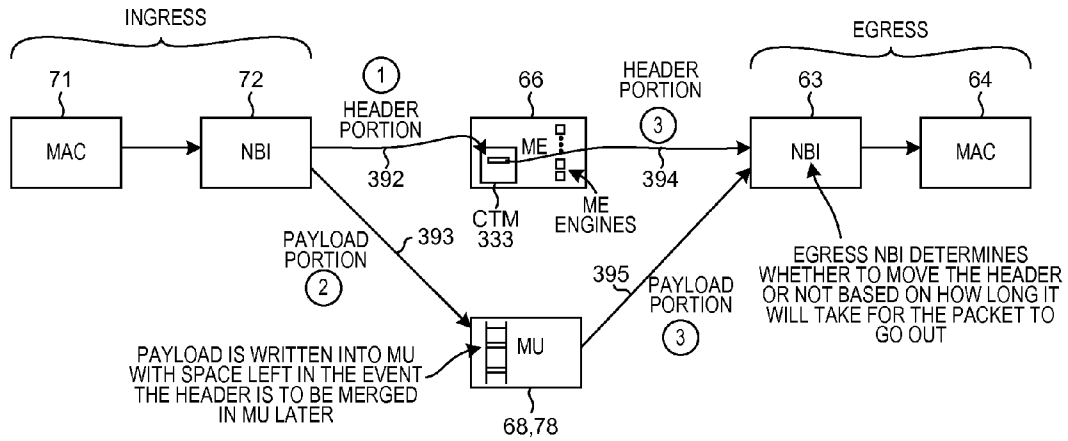 INGRESS
EGRESS
71
72
1
HEADER
PORTION
392
66
ME
CTM
333
ME
ENGINES
HEADER
PORTION
3
394
63
64
MAC
NBI
NBI
MAC
PAYLOAD
PORTION
2
393
395
PAYLOAD
PORTION
3
EGRESS NBI DETERMINES
WHETHER TO MOVE THE HEADER
OR NOT BASED ON HOW LONG IT
WILL TAKE FOR THE PACKET TO
GO OUT
PAYLOAD IS WRITTEN INTO MU
WITH SPACE LEFT IN THE EVENT
THE HEADER IS TO BE MERGED
IN MU LATER
MU
68,78